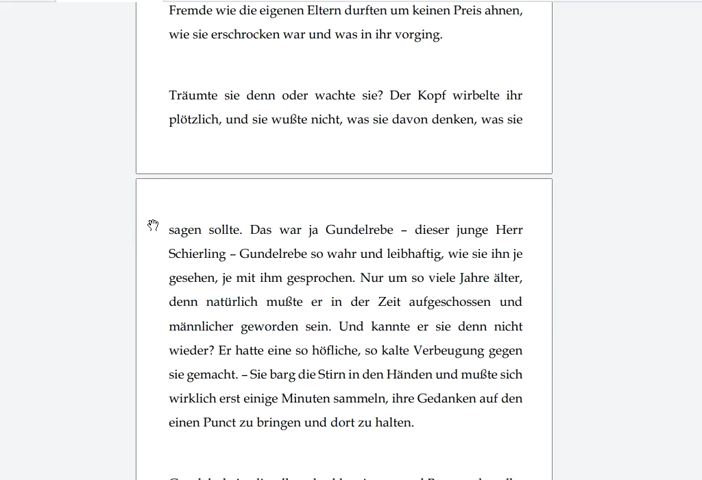 Fremde wie die eigenen Eltern durften um keinen Preis ahnen,
wie sie erschrocken war und was in ihr vorging.
Träumte sie denn oder wachte sie? Der Kopf wirbelte ihr
plötzlich, und sie wußte nicht, was sie davon denken, was sie
sagen sollte. Das war ja Gundelrebe – dieser junge Herr
Schierling – Gundelrebe so wahr und leibhaftig, wie sie ihn je
gesehen, je mit ihm gesprochen. Nur um so viele Jahre älter,
denn natürlich mußte er in der Zeit aufgeschossen und
männlicher geworden sein. Und kannte er sie denn nicht
wieder? Er hatte eine so höfliche, so kalte Verbeugung gegen
sie gemacht. – Sie barg die Stirn in den Händen und mußte sich
wirklich erst einige Minuten sammeln, ihre Gedanken auf den
einen Punct zu bringen und dort zu halten.